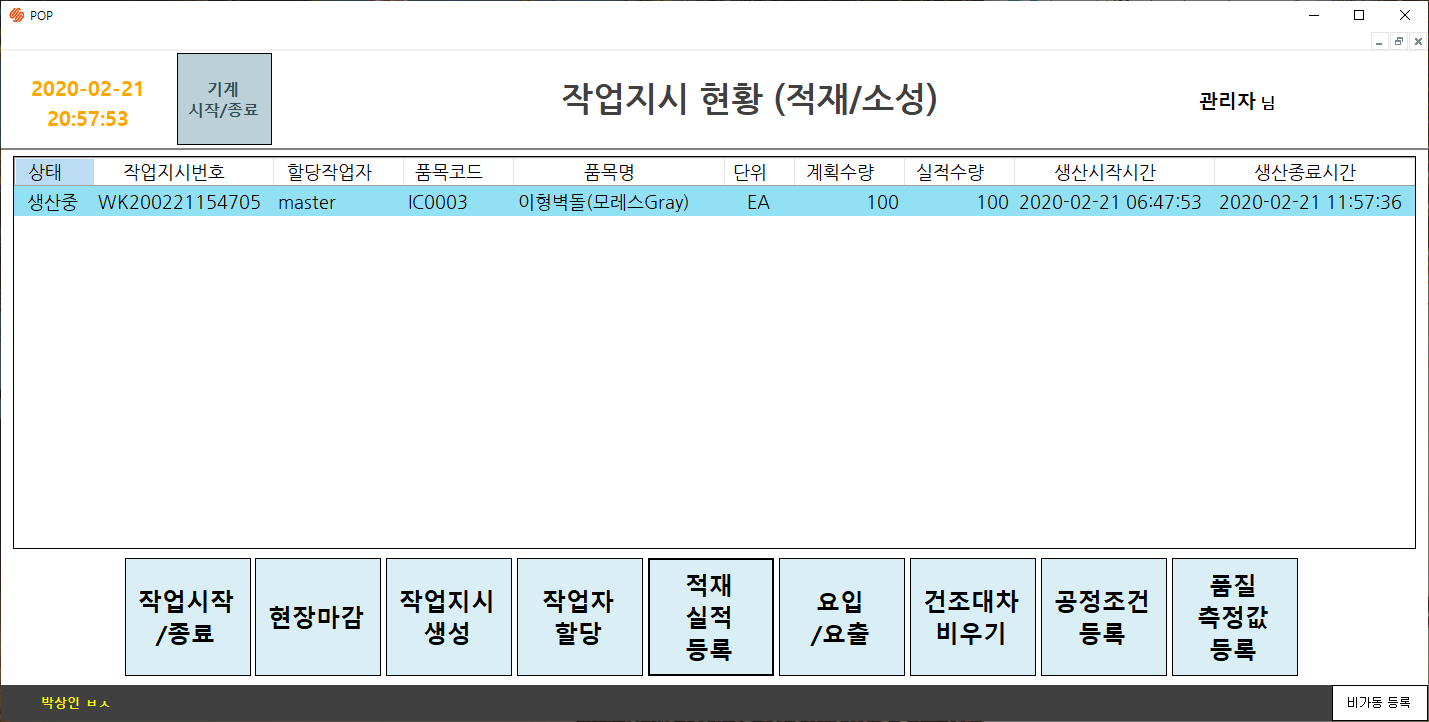 POP
2020-02-21
20:57:53
기계
시작/종료
작업지시 현황 (적재/소성)
관리자 님
상태 작업지시번호 할당작업자 품목코드 품목명 단위 계획수량 실적수량 생산시작시간 생산종료시간
생산중 WK200221154705 master IC0003 이형벽돌(모레스Gray) EA 100 100 2020-02-21 06:47:53 2020-02-21 11:57:36
작업시작
/종료
현장마감
작업지시
생성
작업자
할당
적재
실적
등록
요입
/요출
건조대차
비우기
공정조건
등록
품질
측정값
등록
박상인 ㅂㅅ
비가동 등록